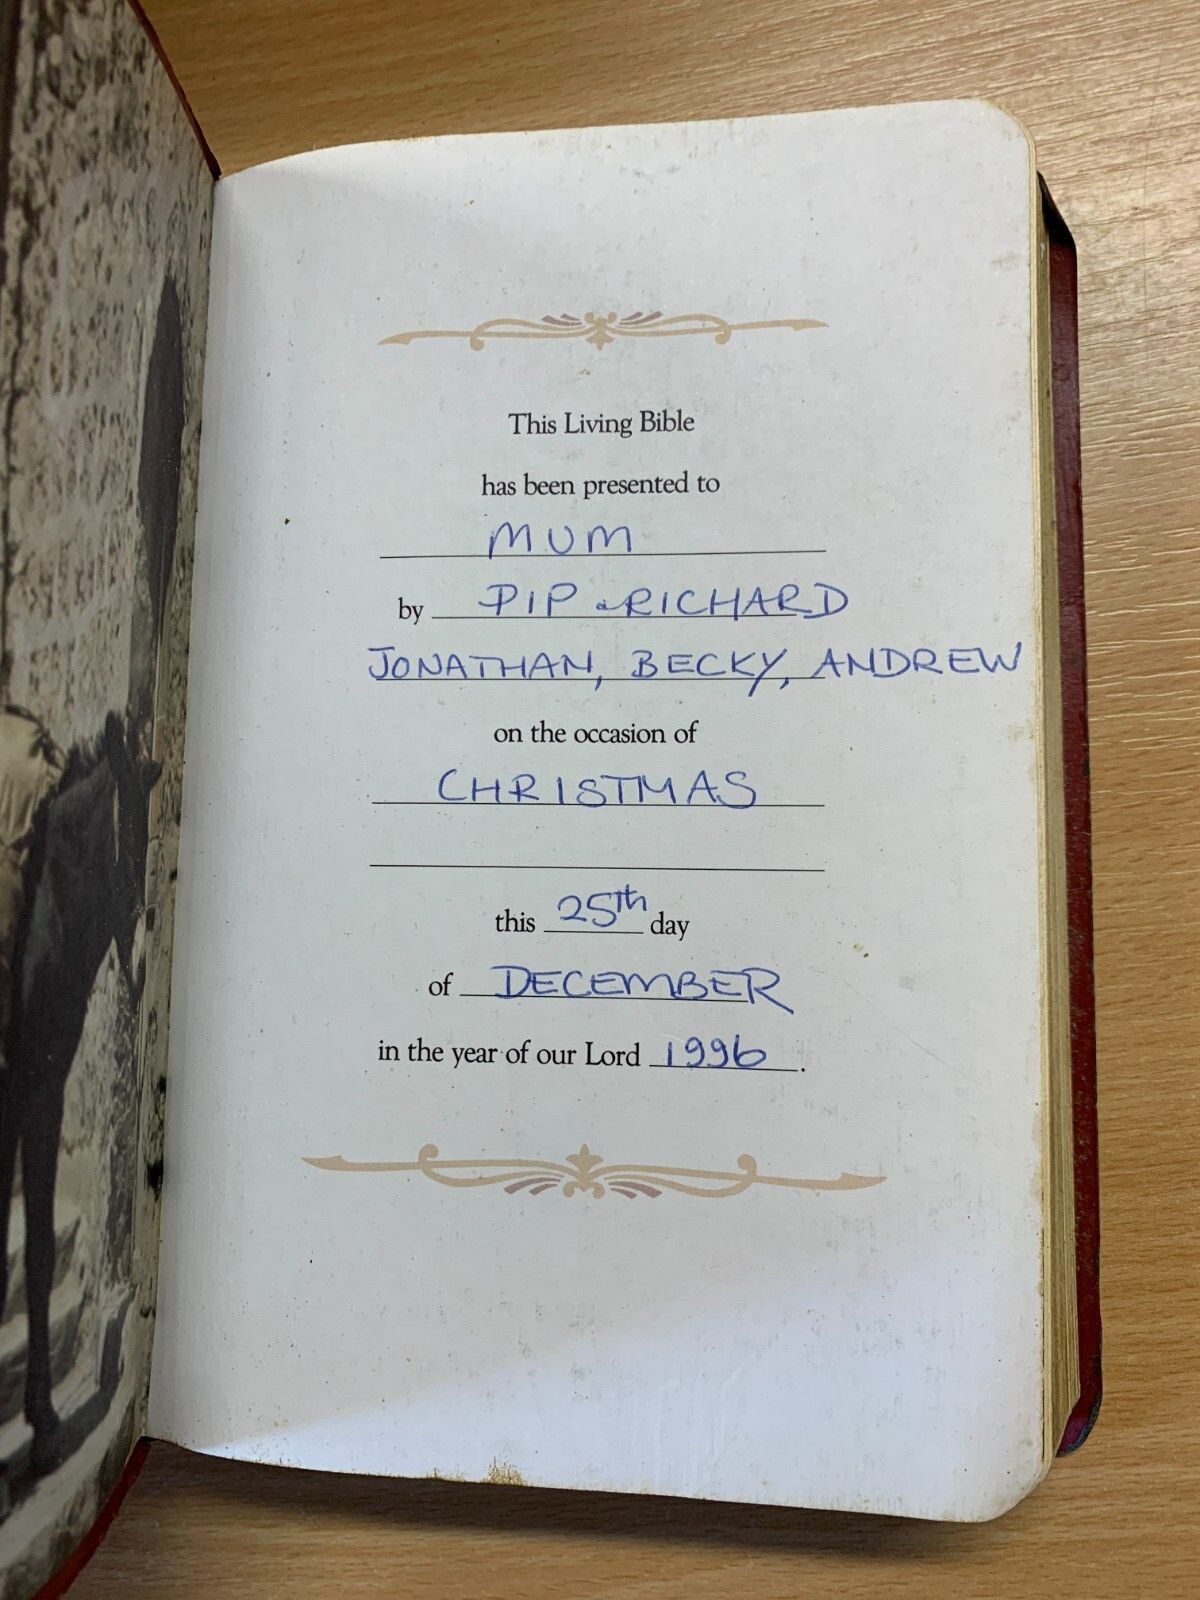 This Living Bible
has been presented to
MUM
by PIP & RICHARD
JONATHAN, BECKY, ANDREW
on the occasion of
CHRISTMAS
this 25th day
of DECEMBER
in the year of our Lord 1996.